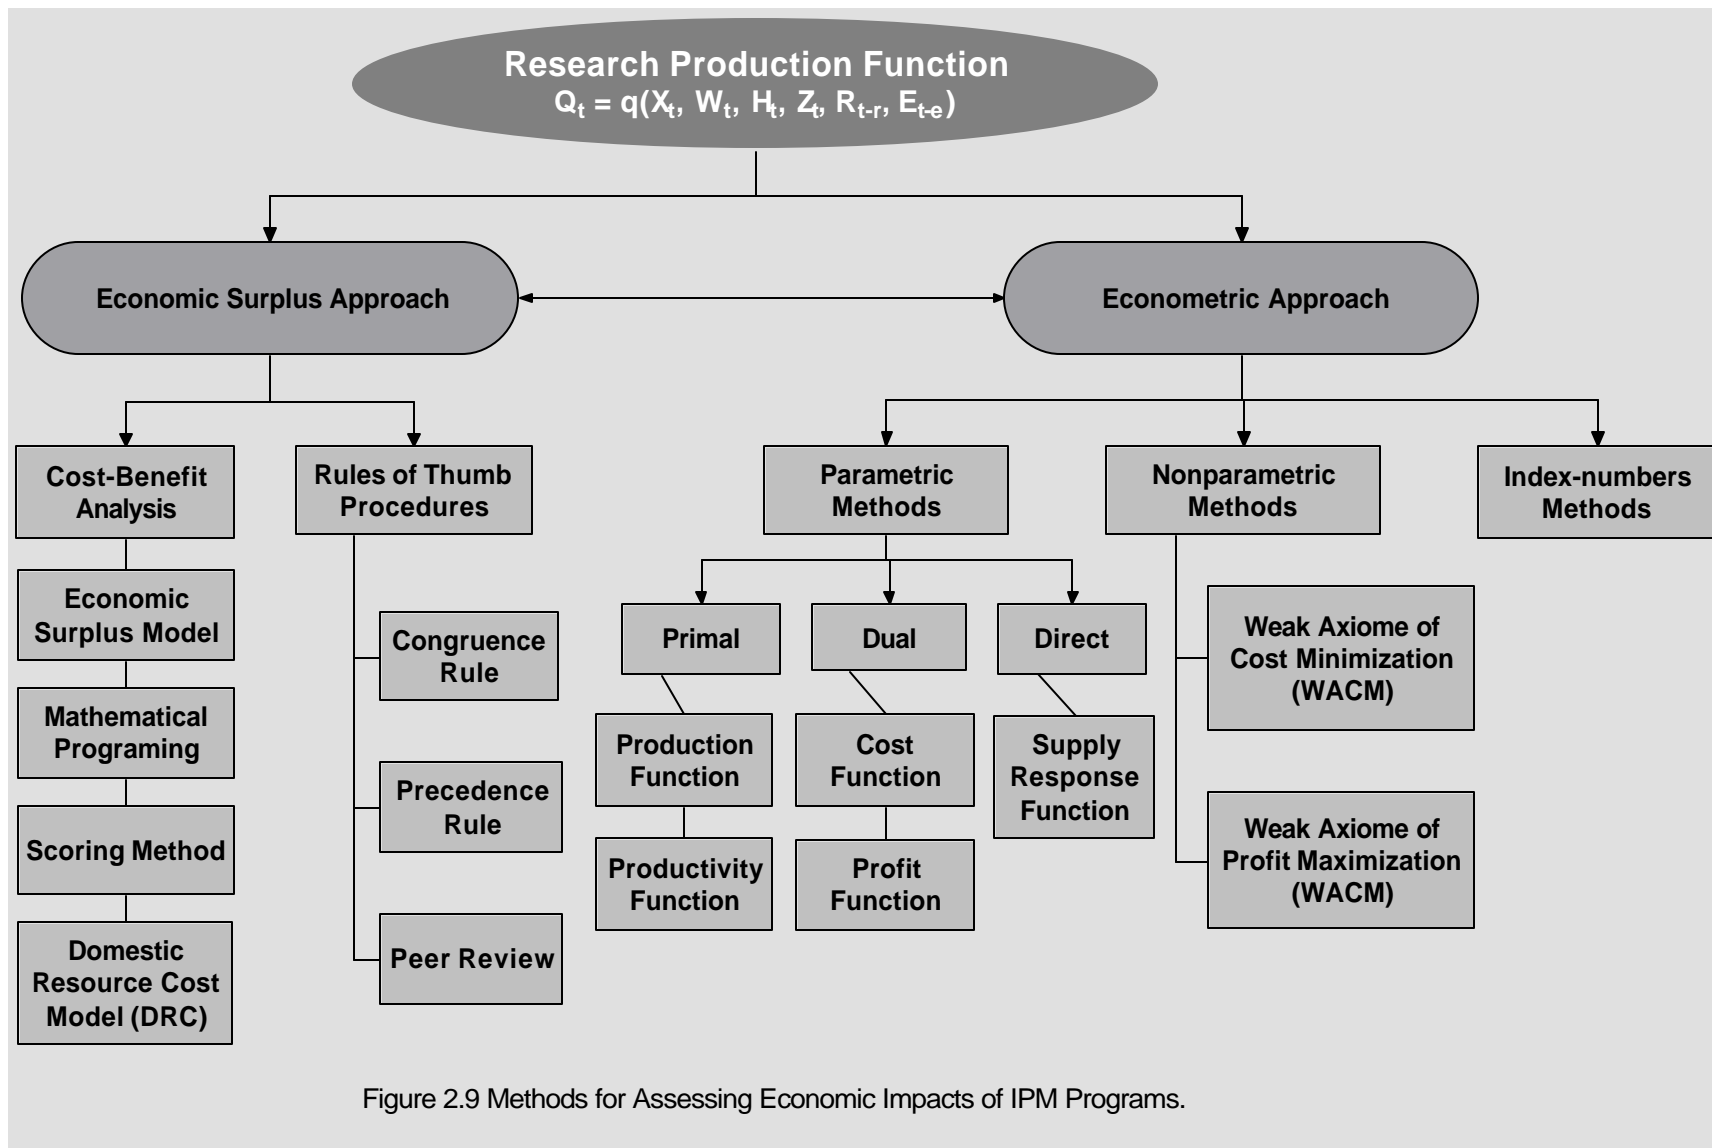 Research Production Function
Qt = q(Xt, Wt, Ht, Zt, Rt-r, Et-e)
Economic Surplus Approach
Econometric Approach
Cost-Benefit
Analysis
Rules of Thumb
Procedures
Parametric
Methods
Nonparametric
Methods
Index-numbers
Methods
Economic
Surplus Model
Mathematical
Programing
Scoring Method
Domestic
Resource Cost
Model (DRC)
Congruence
Rule
Precedence
Rule
Peer Review
Primal
Dual
Direct
Production
Function
Productivity
Function
Cost
Function
Profit
Function
Supply
Response
Function
Weak Axiome of
Cost Minimization
(WACM)
Weak Axiome of
Profit Maximization
(WACM)
Figure 2.9 Methods for Assessing Economic Impacts of IPM Programs.